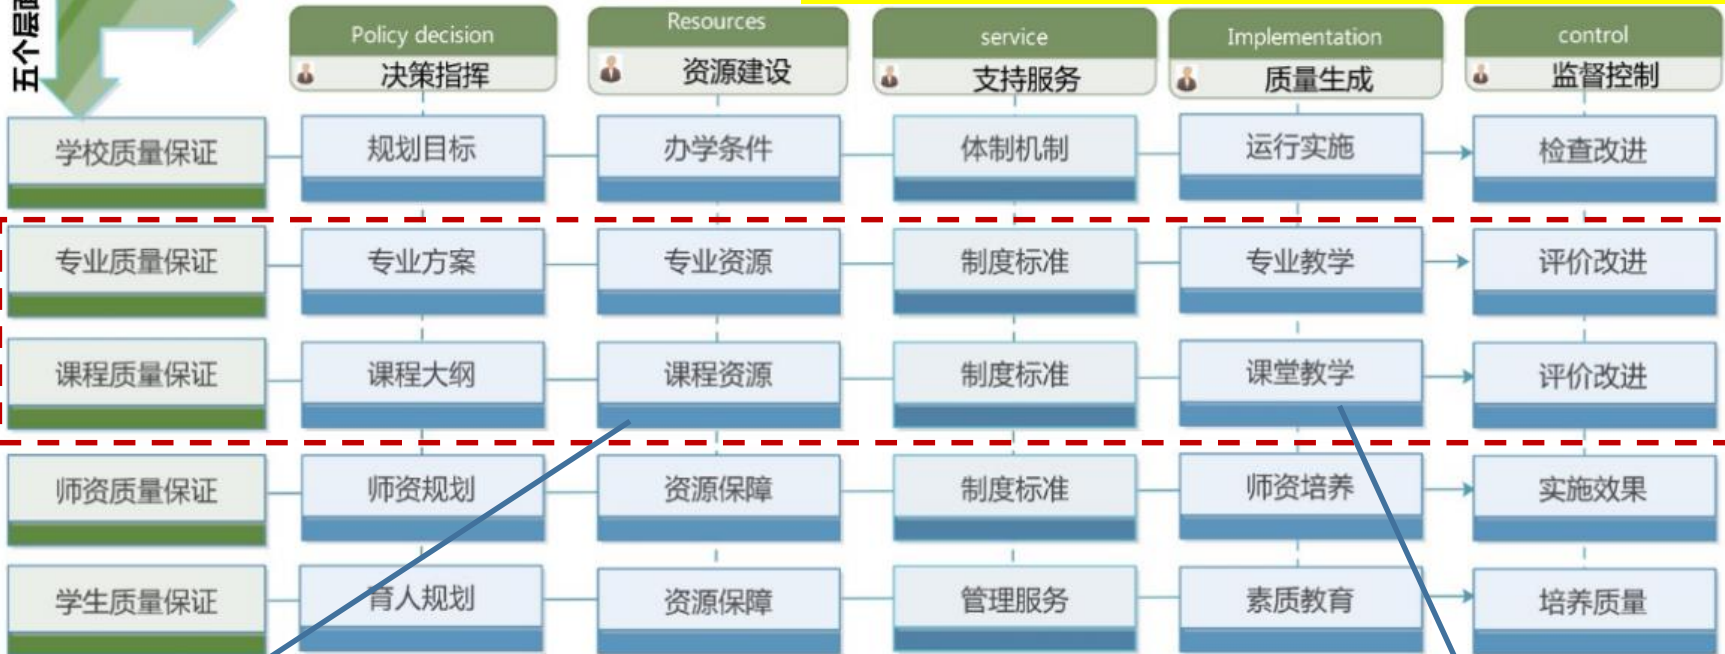 五个层面
Policy decision
决策指挥
Resources
资源建设
service
支持服务
Implementation
质量生成
control
监督控制
学校质量保证
规划目标
办学条件
体制机制
运行实施
检查改进
专业质量保证
专业方案
专业资源
制度标准
专业教学
评价改进
课程质量保证
课程大纲
课程资源
制度标准
课堂教学
评价改进
师资质量保证
师资规划
资源保障
制度标准
师资培养
实施效果
学生质量保证
育人规划
资源保障
管理服务
素质教育
培养质量